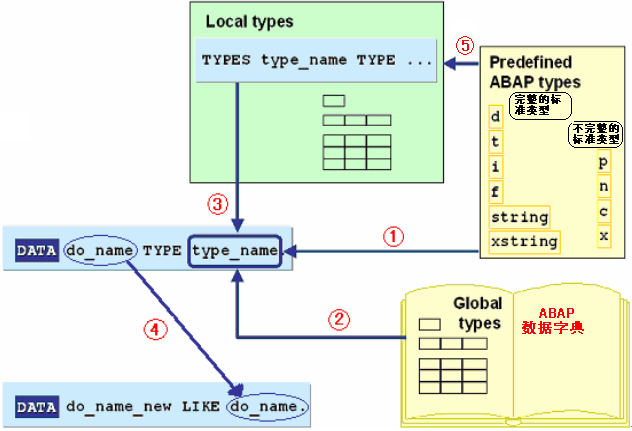 Local types
TYPES type_name TYPE ...
⑤
Predefined
ABAP types
完整的标
准类型
d
t
i
f
string
xstring
不完整的
标准类型
p
n
c
x
③
①
DATA do_name TYPE type_name.
②
④
Global
types
ABAP
数据字典
DATA do_name_new LIKE do_name.